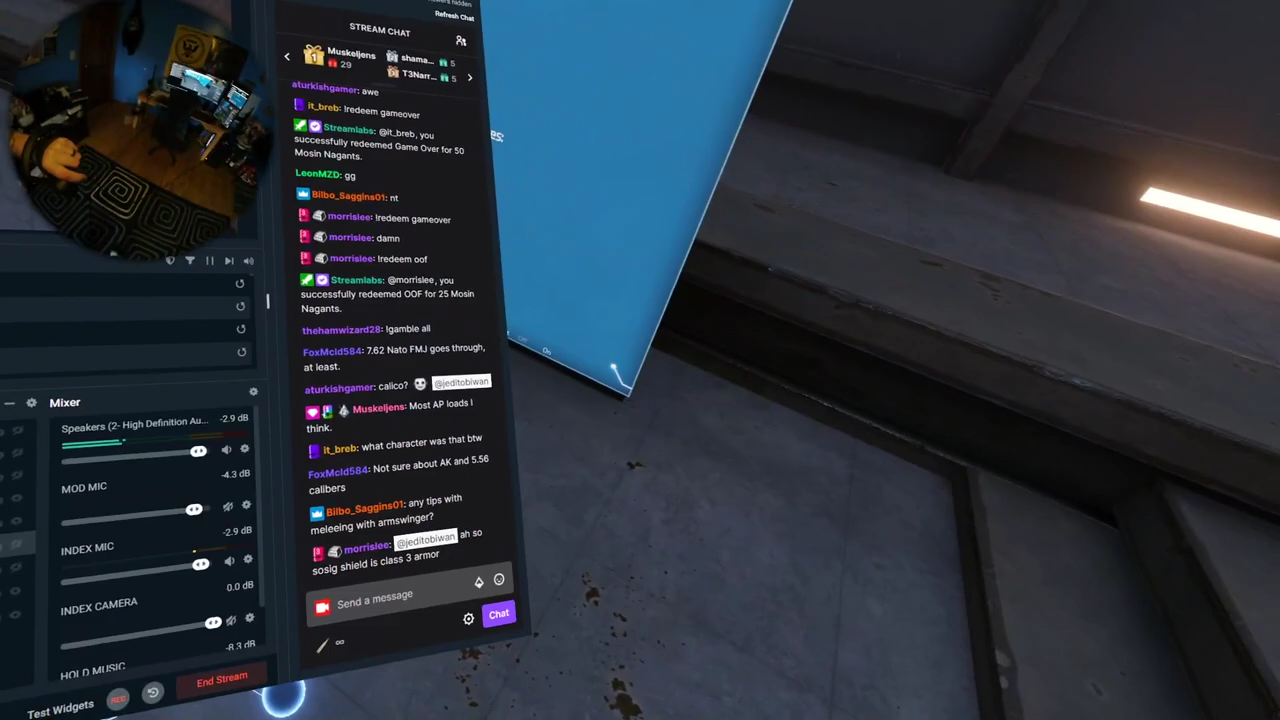 Refresh Chat
STREAM CHAT
Muskeljens
29
shama...
5
T3Narr...
5
aturkishgamer: awe
it_breb: !redeem gameover
Streamlabs: @it_breb, you
successfully redeemed Game Over for 50
Mosin Nagants.
LeonMZD: gg
Bilbo_Saggins01: nt
morrislee: !redeem gameover
morrislee: damn
morrislee: !redeem oof
Streamlabs: @morrislee, you
successfully redeemed OOF for 25 Mosin
Nagants.
thehamwizard28: !gamble all
FoxMcld584: 7.62 Nato FMJ goes through,
at least.
aturkishgamer: calico? @jeditobiwan
Muskeljens: Most AP loads I
think.
it_breb: what character was that btw
FoxMcld584: Not sure about AK and 5.56
calibers
Bilbo_Saggins01: any tips with
meleeing with armswinger?
morrislee: @jeditobiwan ah so
sosig shield is class 3 armor
Send a message
Chat
Mixer
Speakers (2- High Definition Au...
-2.9 dB
MOD MIC
-4.3 dB
INDEX MIC
-2.9 dB
INDEX CAMERA
0.0 dB
HOLD MUSIC
-8.3 dB
Test Widgets
REC
End Stream